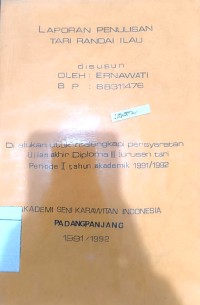 LAPORAN PENULISAN
TARI RANDAI ILAU
disusun
OLEH : ERNAWATI
B P : 88311476
Diajukan untuk melengkapi persyaratan
Ujian akhir Diploma II Jurusan tari
Periode I tahun akademik 1991/1992
AKADEMI SENI KARAWITAN INDONESIA
PADANGPANJANG
1991/1992